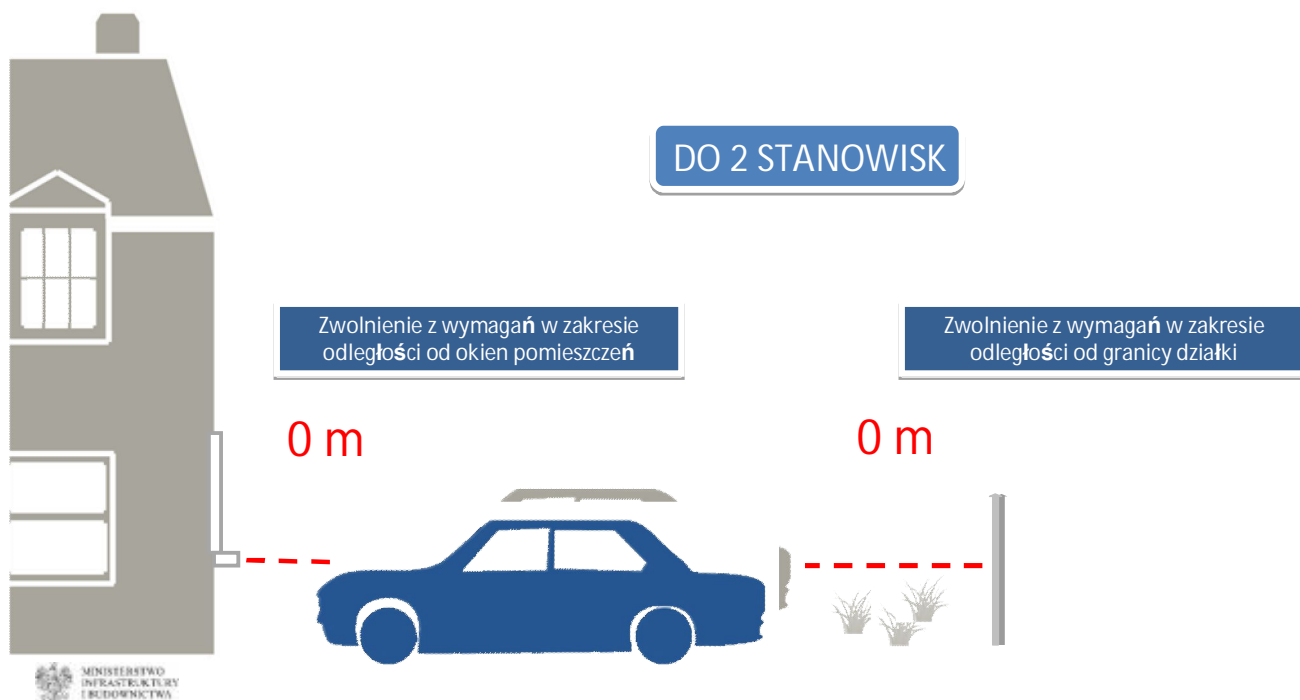 DO 2 STANOWISK
Zwolnienie z wymagań w zakresie
odległości od okien pomieszczeń
Zwolnienie z wymagań w zakresie
odległości od granicy działki
0 m
0 m
MINISTERSTWO
INFRASTRUKTURY
I BUDOWNICTWA